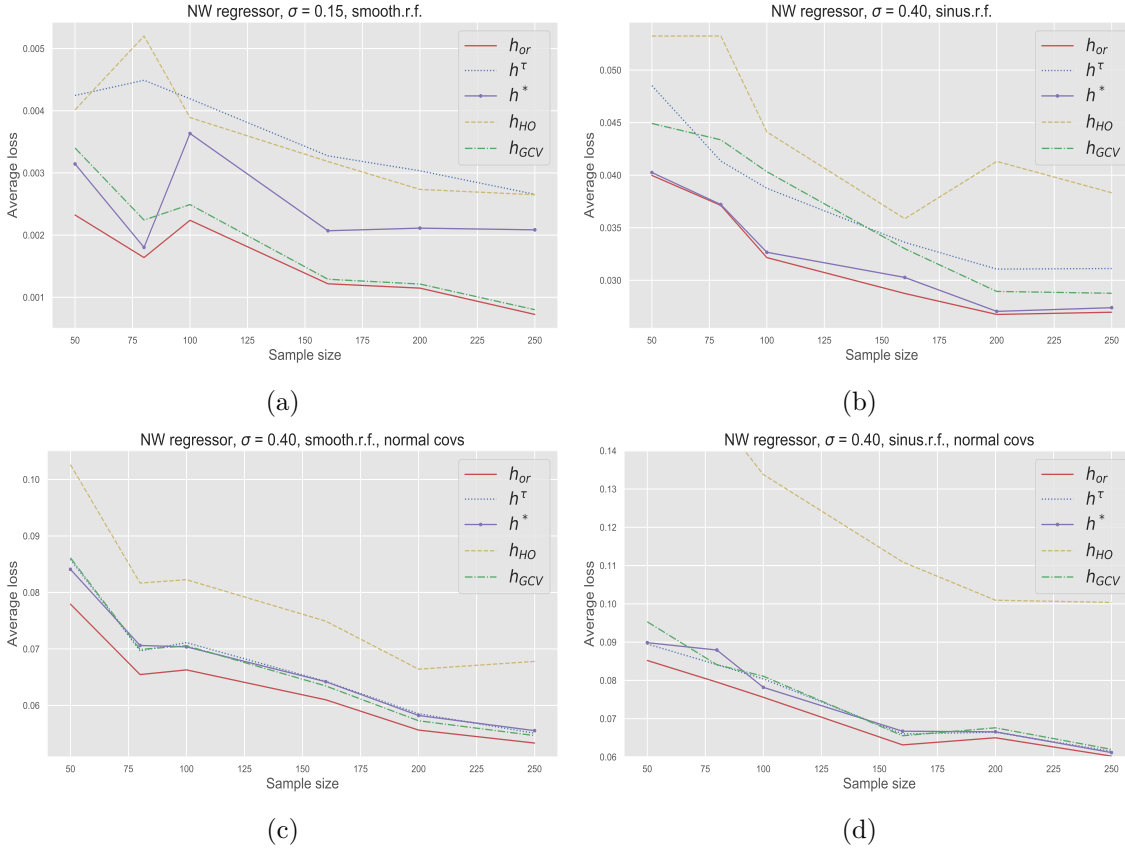 NW regressor, σ = 0.15, smooth.r.f.
Average loss
0.005
0.004
0.003
0.002
0.001
h_or
h^τ
h^*
h_HO
h_GCV
50 75 100 125 150 175 200 225 250
Sample size
(a)
NW regressor, σ = 0.40, sinus.r.f.
Average loss
0.050
0.045
0.040
0.035
0.030
h_or
h^τ
h^*
h_HO
h_GCV
50 75 100 125 150 175 200 225 250
Sample size
(b)
NW regressor, σ = 0.40, smooth.r.f., normal covs
Average loss
0.10
0.09
0.08
0.07
0.06
h_or
h^τ
h^*
h_HO
h_GCV
50 75 100 125 150 175 200 225 250
Sample size
(c)
NW regressor, σ = 0.40, sinus.r.f., normal covs
Average loss
0.14
0.13
0.12
0.11
0.10
0.09
0.08
0.07
0.06
h_or
h^τ
h^*
h_HO
h_GCV
50 75 100 125 150 175 200 225 250
Sample size
(d)